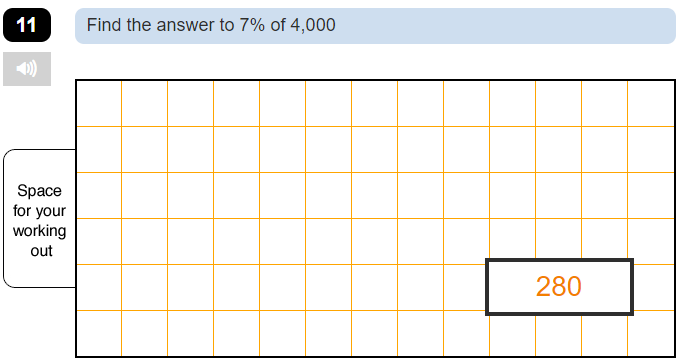 11
Find the answer to 7% of 4,000
Space
for your
working
out
280